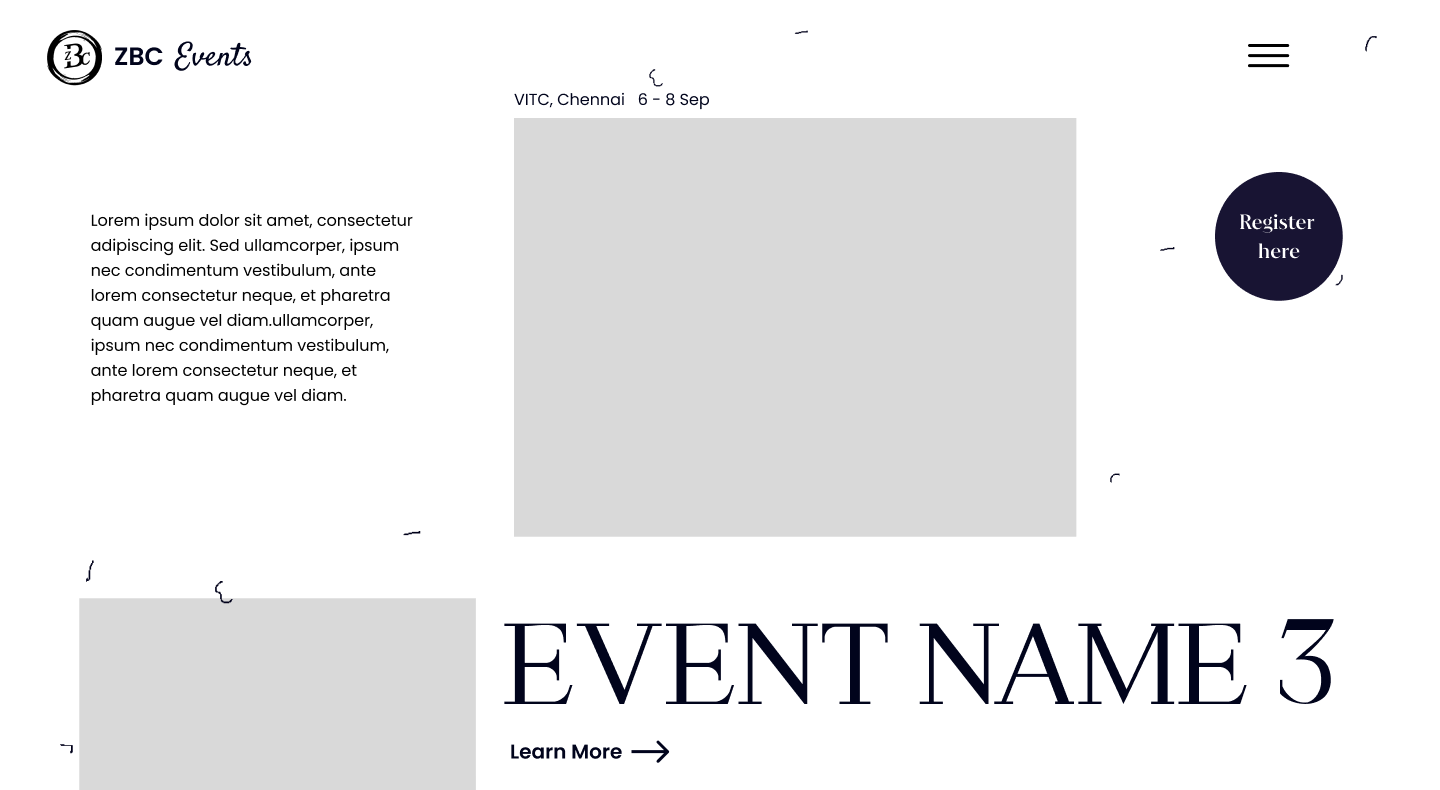 ZBc
ZBC Events
VITC, Chennai 6 - 8 Sep
Lorem ipsum dolor sit amet, consectetur
adipiscing elit. Sed ullamcorper, ipsum
nec condimentum vestibulum, ante
lorem consectetur neque, et pharetra
quam augue vel diam.ullamcorper,
ipsum nec condimentum vestibulum,
ante lorem consectetur neque, et
pharetra quam augue vel diam.
Register
here
EVENT NAME 3
Learn More